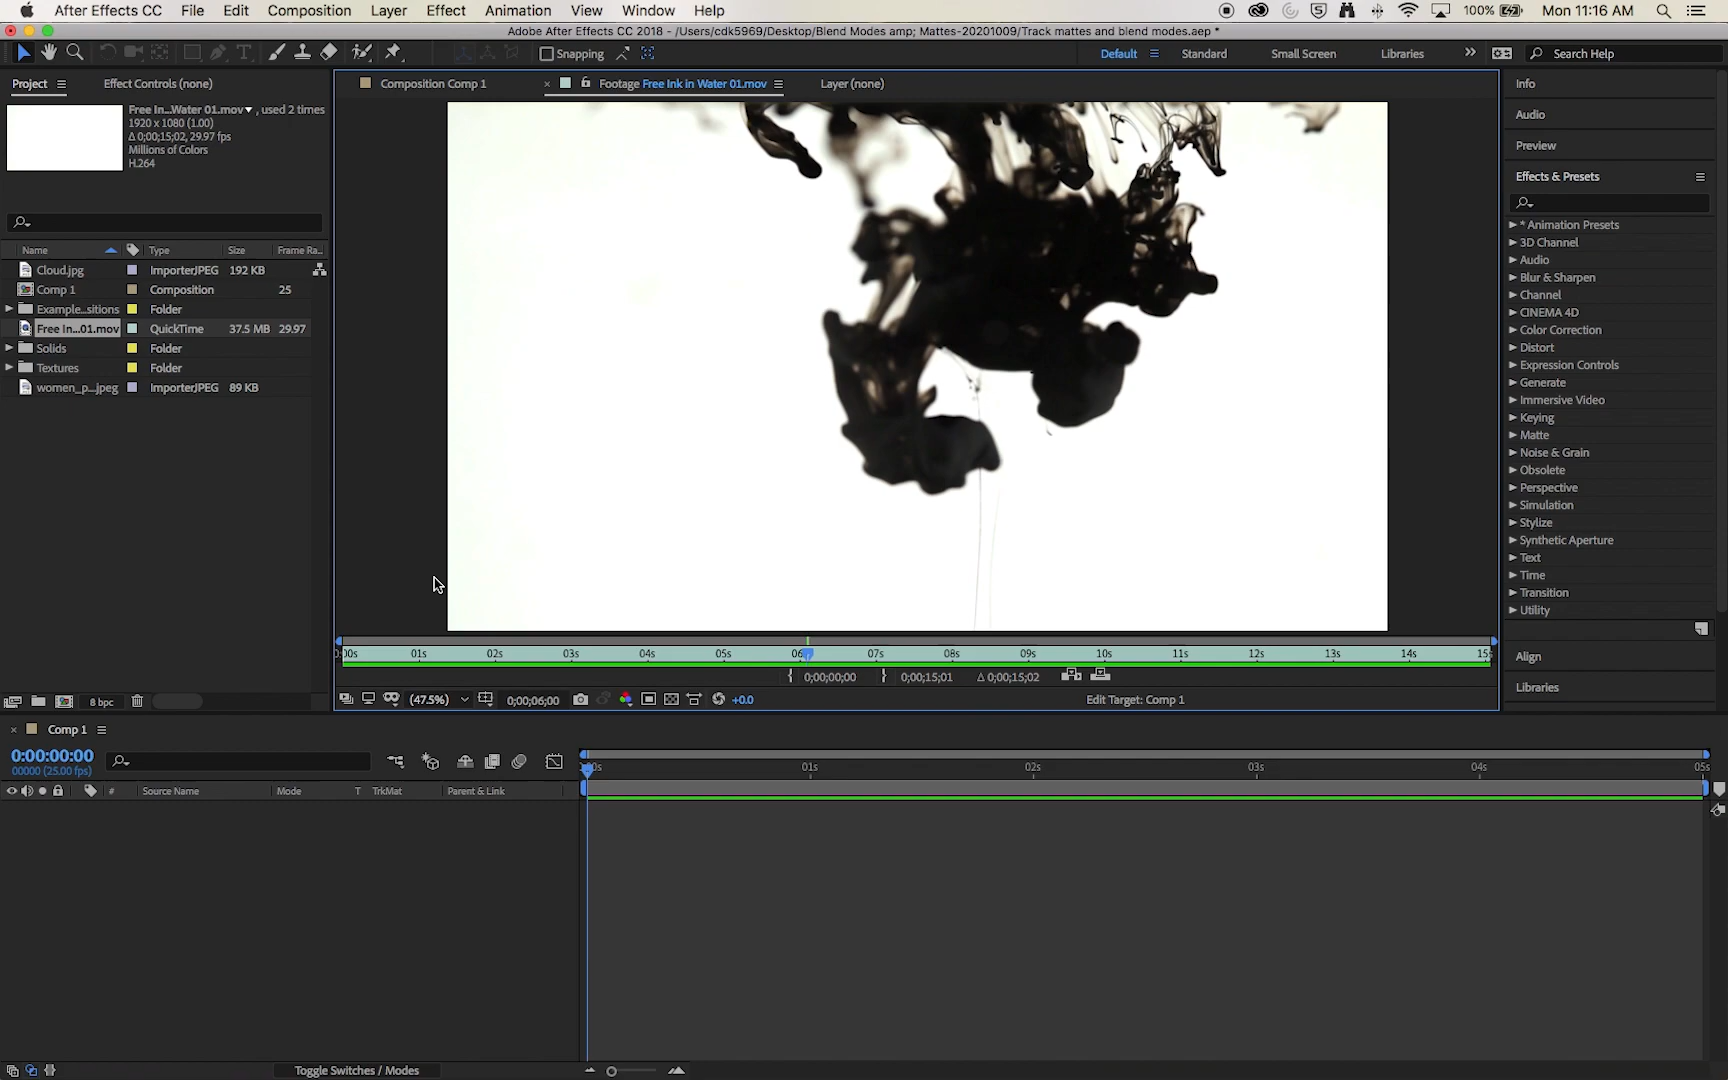 After Effects CC File Edit Composition Layer Effect Animation View Window Help 100% Mon 11:16 AM
Adobe After Effects CC 2018 - /Users/cdk5969/Desktop/Blend Modes amp; Mattes-20201009/Track mattes and blend modes.aep *
Snapping Default Standard Small Screen Libraries Search Help
Project Effect Controls (none) Composition Comp 1 Footage Free Ink in Water 01.mov Layer (none)
Free In...Water 01.mov , used 2 times
1920 x 1080 (1.00)
Δ 0;00;15;02, 29.97 fps
Millions of Colors
H.264
Name Type Size Frame Ra...
Cloud.jpg ImporterJPEG 192 KB
Comp 1 Composition 25
Example...sitions Folder
Free In...01.mov QuickTime 37.5 MB 29.97
Solids Folder
Textures Folder
women_p...jpeg ImporterJPEG 89 KB
8 bpc
01s 02s 03s 04s 05s 07s 08s 09s 10s 11s 12s 13s 14s
0;00;00;00 0;00;15;01 Δ 0;00;15;02
(47.5%) 0;00;06;00 +0.0 Edit Target: Comp 1
Info
Audio
Preview
Effects & Presets
* Animation Presets
3D Channel
Audio
Blur & Sharpen
Channel
CINEMA 4D
Color Correction
Distort
Expression Controls
Generate
Immersive Video
Keying
Matte
Noise & Grain
Obsolete
Perspective
Simulation
Stylize
Synthetic Aperture
Text
Time
Transition
Utility
Align
Libraries
Comp 1
0:00:00:00
00000 (25.00 fps)
01s 02s 03s 04s 05s
# Source Name Mode T TrkMat Parent & Link
Toggle Switches / Modes